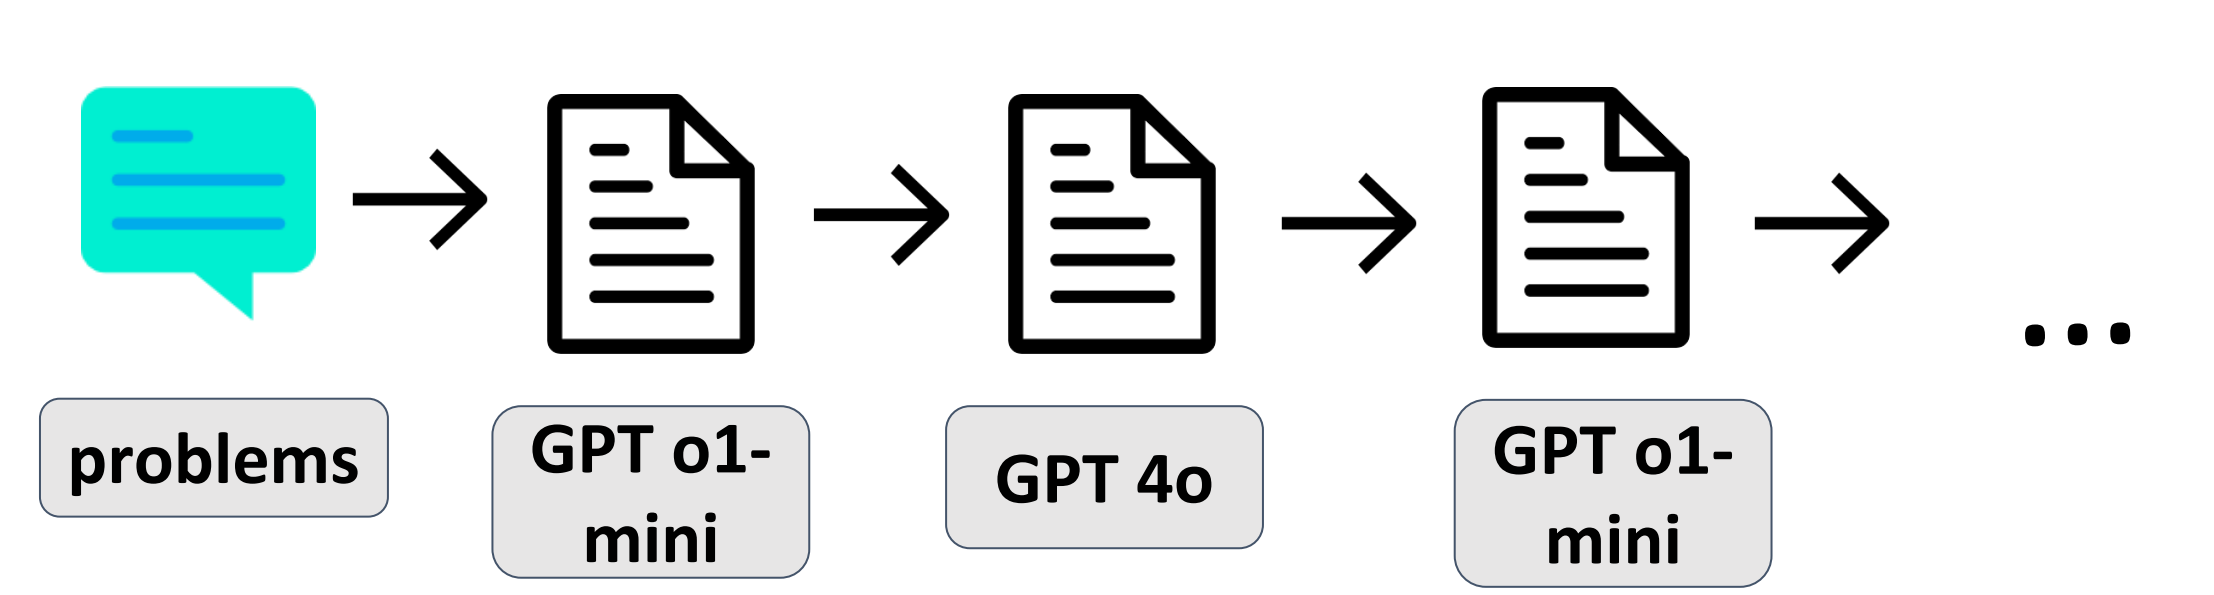 problems
GPT o1-
mini
GPT 4o
GPT o1-
mini
...